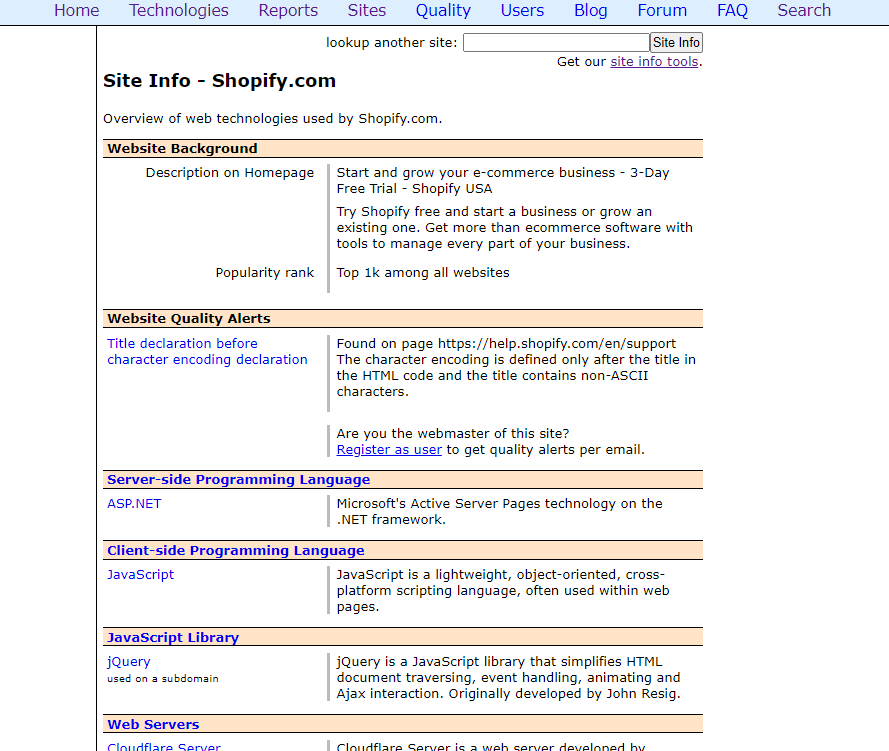 Home Technologies Reports Sites Quality Users Blog Forum FAQ Search
lookup another site: Site Info
Get our site info tools.
Site Info - Shopify.com
Overview of web technologies used by Shopify.com.
Website Background
Description on Homepage
Start and grow your e-commerce business - 3-Day
Free Trial - Shopify USA
Try Shopify free and start a business or grow an
existing one. Get more than ecommerce software with
tools to manage every part of your business.
Popularity rank
Top 1k among all websites
Website Quality Alerts
Title declaration before
character encoding declaration
Found on page https://help.shopify.com/en/support
The character encoding is defined only after the title in
the HTML code and the title contains non-ASCII
characters.
Are you the webmaster of this site?
Register as user to get quality alerts per email.
Server-side Programming Language
ASP.NET
Microsoft's Active Server Pages technology on the
.NET framework.
Client-side Programming Language
JavaScript
JavaScript is a lightweight, object-oriented, cross-
platform scripting language, often used within web
pages.
JavaScript Library
jQuery
used on a subdomain
jQuery is a JavaScript library that simplifies HTML
document traversing, event handling, animating and
Ajax interaction. Originally developed by John Resig.
Web Servers
Cloudflare Server
Cloudflare Server is a web server developed by